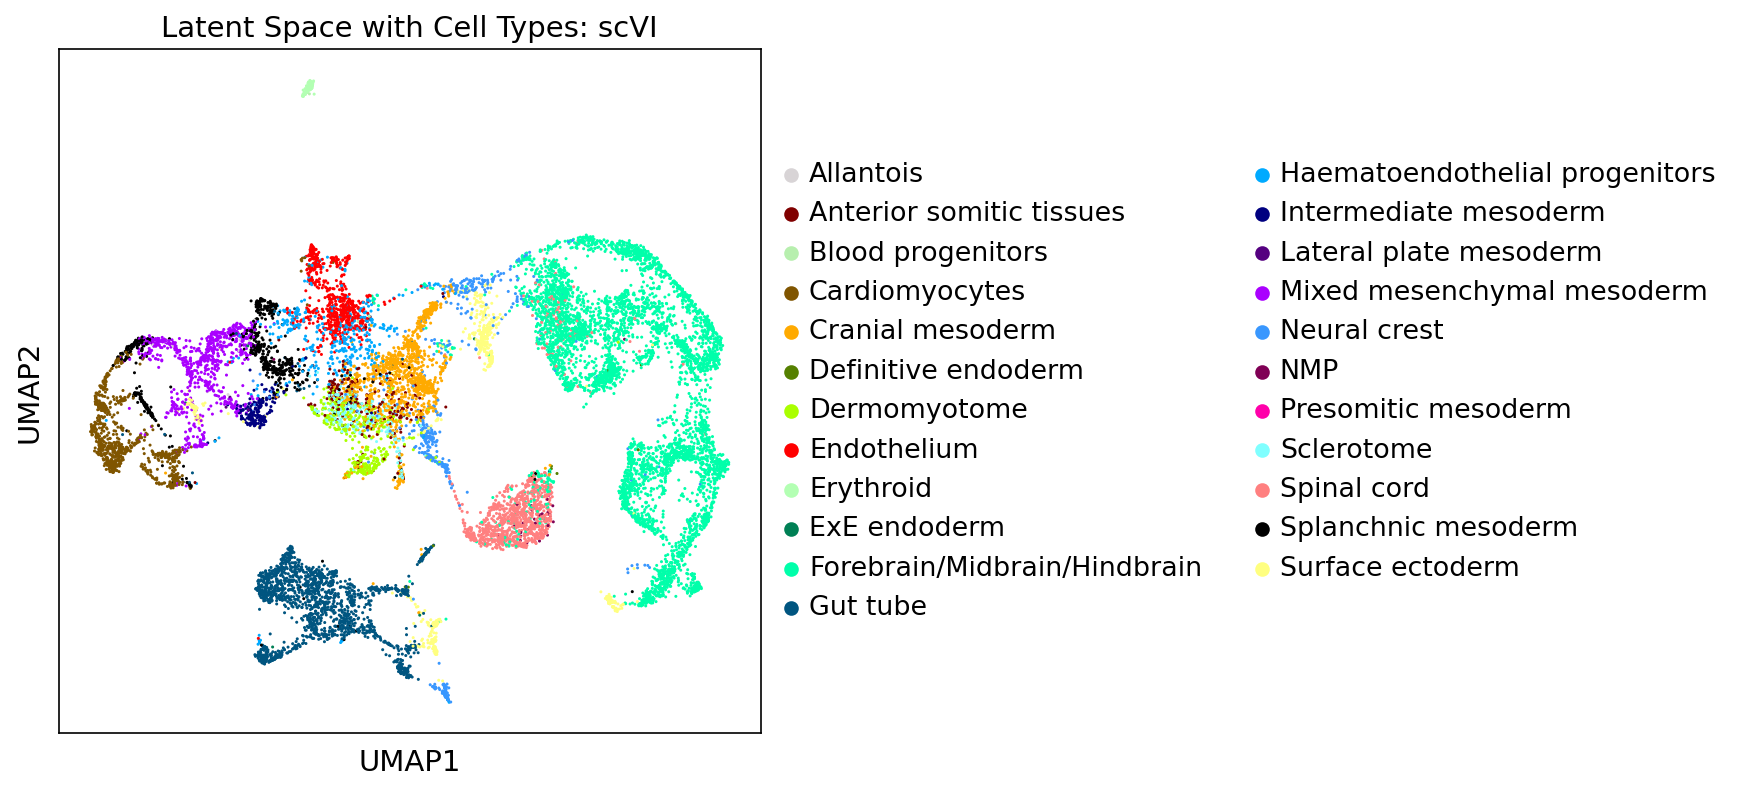 Latent Space with Cell Types: scVI
UMAP2
UMAP1
Allantois
Anterior somitic tissues
Blood progenitors
Cardiomyocytes
Cranial mesoderm
Definitive endoderm
Dermomyotome
Endothelium
Erythroid
ExE endoderm
Forebrain/Midbrain/Hindbrain
Gut tube
Haematoendothelial progenitors
Intermediate mesoderm
Lateral plate mesoderm
Mixed mesenchymal mesoderm
Neural crest
NMP
Presomitic mesoderm
Sclerotome
Spinal cord
Splanchnic mesoderm
Surface ectoderm